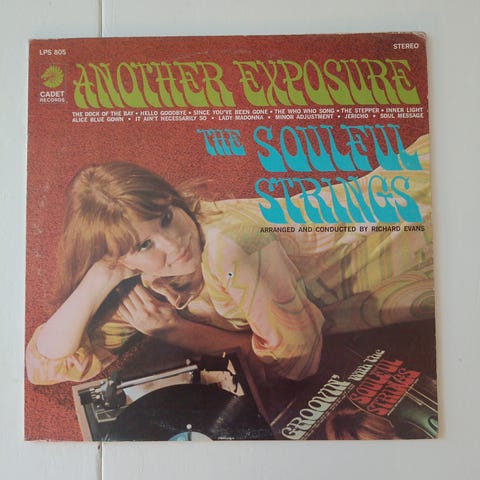 LPS 805
STEREO
CADET
RECORDS
ANOTHER EXPOSURE
THE DOCK OF THE BAY • HELLO GOODBYE • SINCE YOU'VE BEEN GONE • THE WHO WHO SONG • THE STEPPER • INNER LIGHT
ALICE BLUE GOWN • IT AIN'T NECESSARILY SO • LADY MADONNA • MINOR ADJUSTMENT • JERICHO • SOUL MESSAGE
THE SOULFUL
STRINGS
ARRANGED AND CONDUCTED BY RICHARD EVANS
GROOVIN' With The
SOULFUL
STRINGS